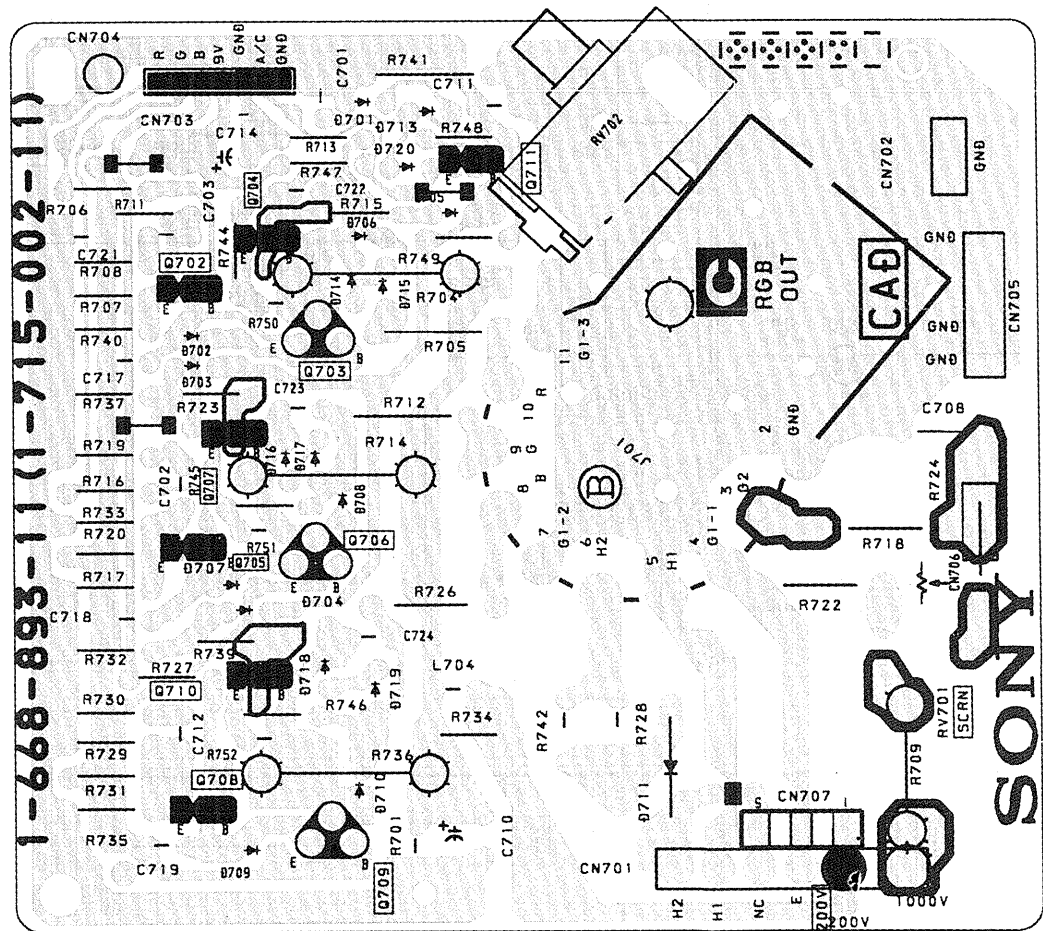 CN704
R
G
B
9V
GND
A/C
GND
CN703
C714
C701
R741
C711
D701
D713
R713
R748
D720
R747
Q711
RV702
CN702
GND
1-668-893-11 (1-715-002-11)
R706
R711
C703
Q704
C722
R715
D706
C721
R708
Q702
R744
E
B
R749
D714
D715
R704
R707
R750
R740
D702
D703
E
B
Q703
R705
C717
R737
R723
C723
R712
R719
D716
D717
R714
R716
C702
R745
Q707
D708
R733
R720
R751
Q706
E
B
D707
Q705
R717
D704
R726
C718
R739
C724
R732
R727
Q710
E
B
D718
D719
L704
R730
R746
R734
C712
R752
R736
R729
Q708
D710
R731
E
B
R735
C719
D709
E
B
Q709
R701
C710
C
RGB
OUT
CAD
GND
CN705
GND
GND
11
G1-3
R
10
G
9
B
8
7
G1-2
6
H2
5
H1
4
G1-1
3
G2
2
GND
J701
B
C708
R724
R718
CN706
R722
SONY
RV701
SCRN
R709
R742
R728
D711
5
CN707
1
CN701
H2
H1
NC
E
200V
200V
1000V